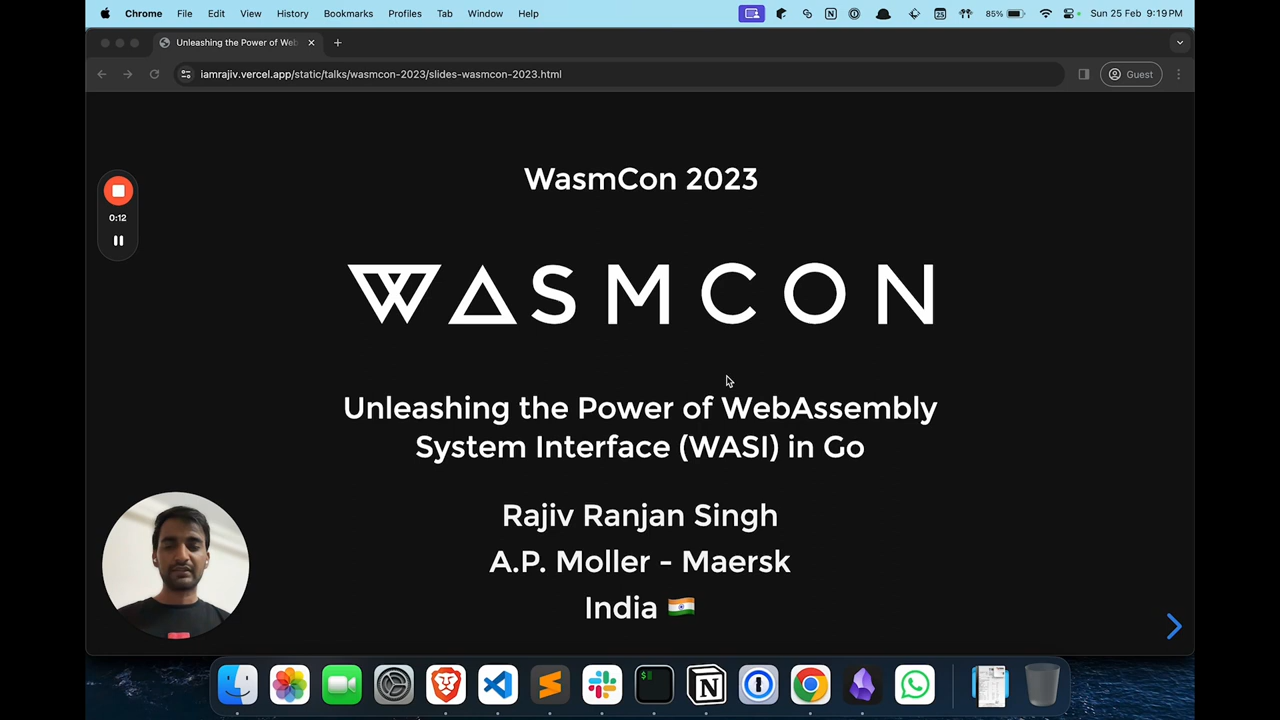 Chrome File Edit View History Bookmarks Profiles Tab Window Help 85% Sun 25 Feb 9:19 PM
Unleashing the Power of Web
iamrajiv.vercel.app/static/talks/wasmcon-2023/slides-wasmcon-2023.html Guest
WasmCon 2023
0:12
WASMCON
Unleashing the Power of WebAssembly
System Interface (WASI) in Go
Rajiv Ranjan Singh
A.P. Moller - Maersk
India 🇮🇳